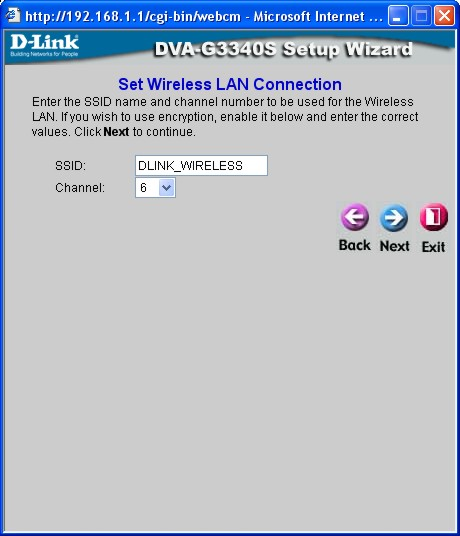 http://192.168.1.1/cgi-bin/webcm - Microsoft Internet ...
D-Link
Building Networks for People
DVA-G3340S Setup Wizard
Set Wireless LAN Connection
Enter the SSID name and channel number to be used for the Wireless
LAN. If you wish to use encryption, enable it below and enter the correct
values. Click Next to continue.
SSID: DLINK_WIRELESS
Channel: 6
Back Next Exit